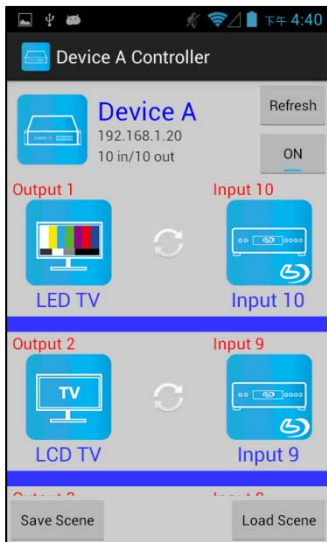 下午 4:40
Device A Controller
Device A
192.168.1.20
10 in/10 out
Refresh
ON
Output 1
Input 10
LED TV
Input 10
Output 2
Input 9
TV
LCD TV
Input 9
Save Scene
Load Scene